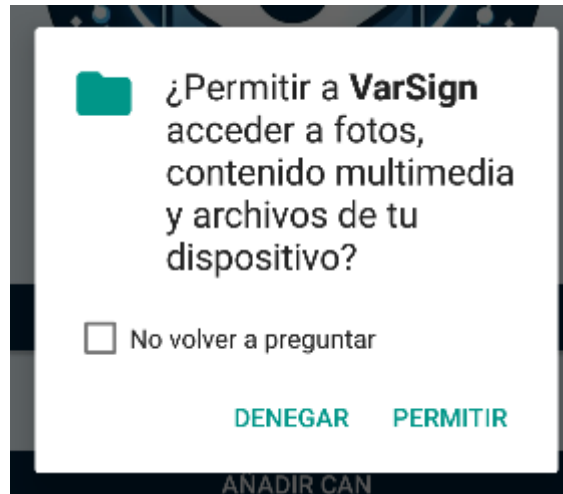 ¿Permitir a VarSign
acceder a fotos,
contenido multimedia
y archivos de tu
dispositivo?
No volver a preguntar
DENEGAR PERMITIR
AÑADIR CAN